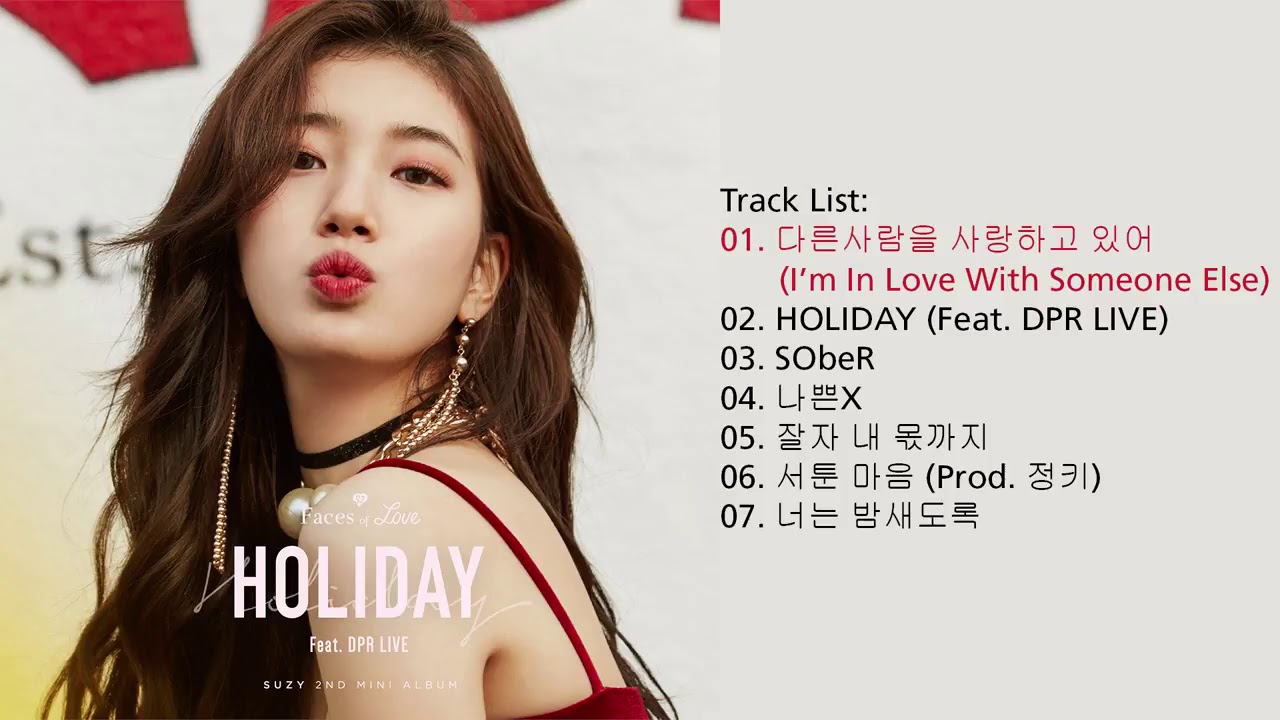 st
Faces of Love
HOLIDAY
Holiday
Feat. DPR LIVE
SUZY 2ND MINI ALBUM
Track List:
01. 다른사람을 사랑하고 있어
(I’m In Love With Someone Else)
02. HOLIDAY (Feat. DPR LIVE)
03. SObeR
04. 나쁜X
05. 잘자 내 몫까지
06. 서툰 마음 (Prod. 정키)
07. 너는 밤새도록